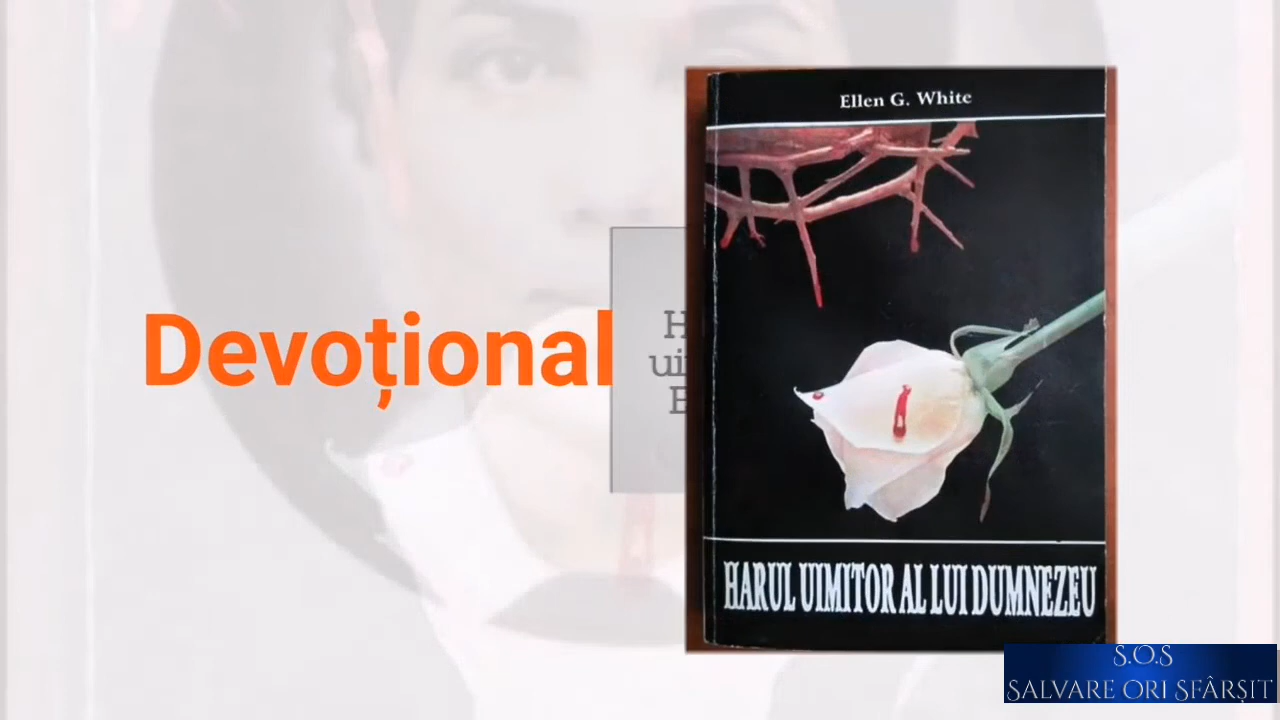 Devoțional
Ellen G. White
HARUL UIMITOR AL LUI DUMNEZEU
S.O.S
SALVARE ORI SFÂRȘIT